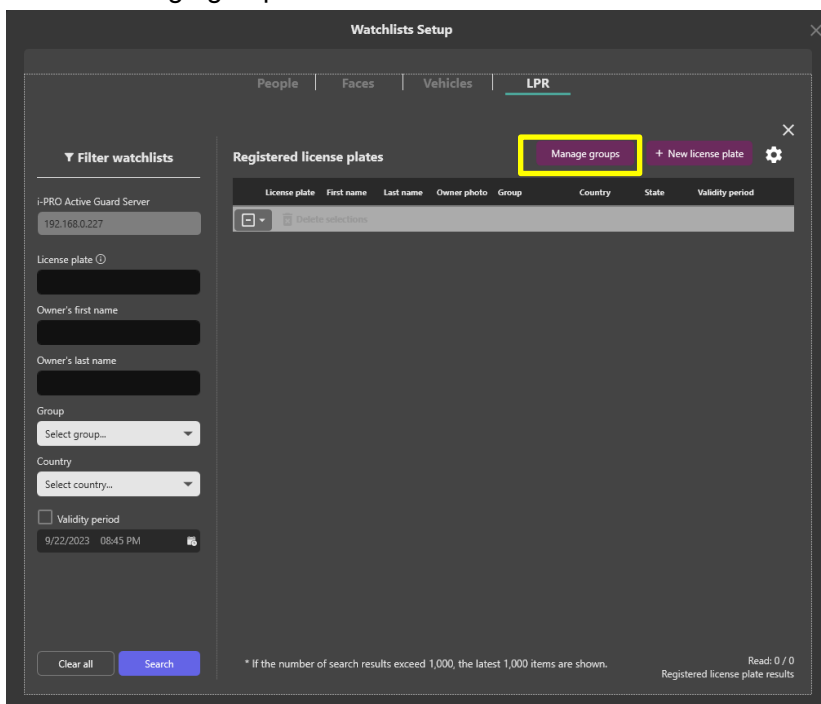 Watchlists Setup
People
Faces
Vehicles
LPR
Filter watchlists
Registered license plates
Manage groups
+ New license plate
License plate First name Last name Owner photo Group Country State Validity period
Delete selections
i-PRO Active Guard Server
192.168.0.227
License plate
Owner's first name
Owner's last name
Group
Select group...
Country
Select country...
Validity period
9/22/2023 08:45 PM
Clear all
Search
* If the number of search results exceed 1,000, the latest 1,000 items are shown.
Read: 0 / 0
Registered license plate results